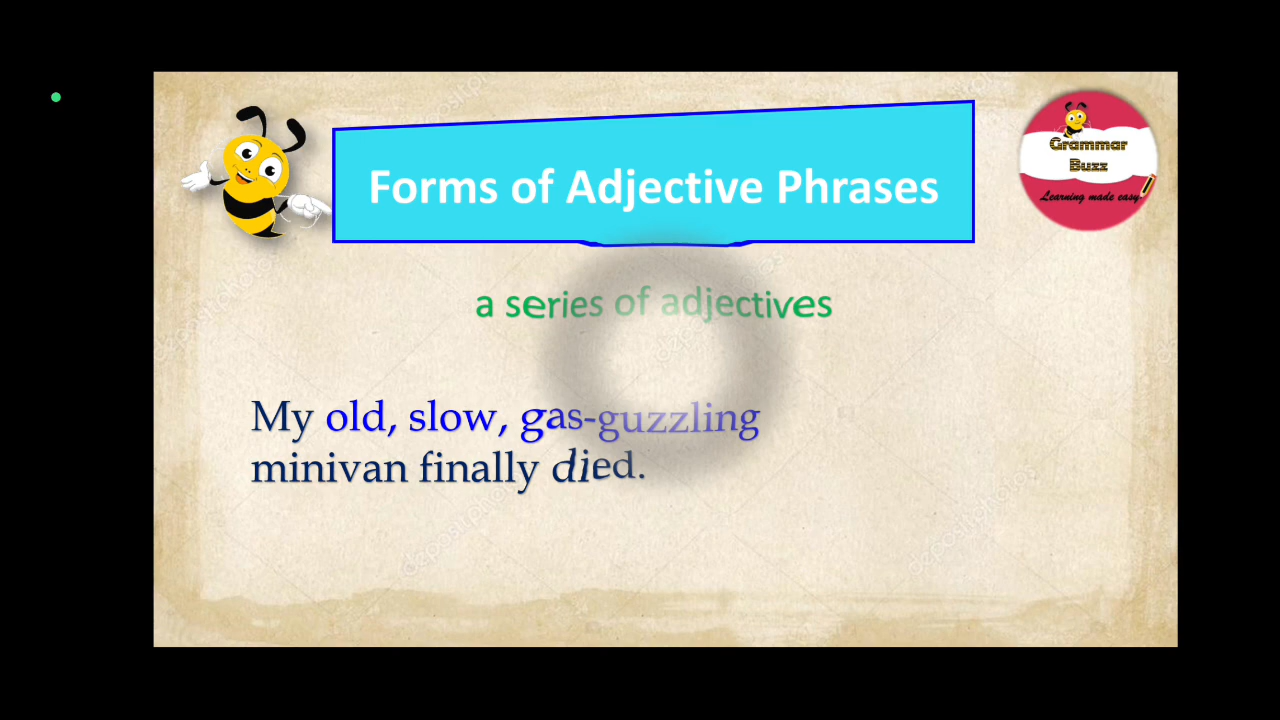 Forms of Adjective Phrases
Grammar
Buzz
Learning made easy
a series of adjectives
My old, slow, gas-guzzling
minivan finally died.
depositphotos